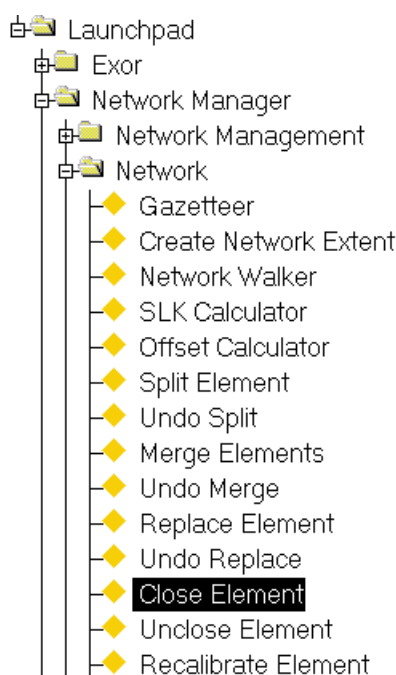 Launchpad
Exor
Network Manager
Network Management
Network
Gazetteer
Create Network Extent
Network Walker
SLK Calculator
Offset Calculator
Split Element
Undo Split
Merge Elements
Undo Merge
Replace Element
Undo Replace
Close Element
Unclose Element
Recalibrate Element